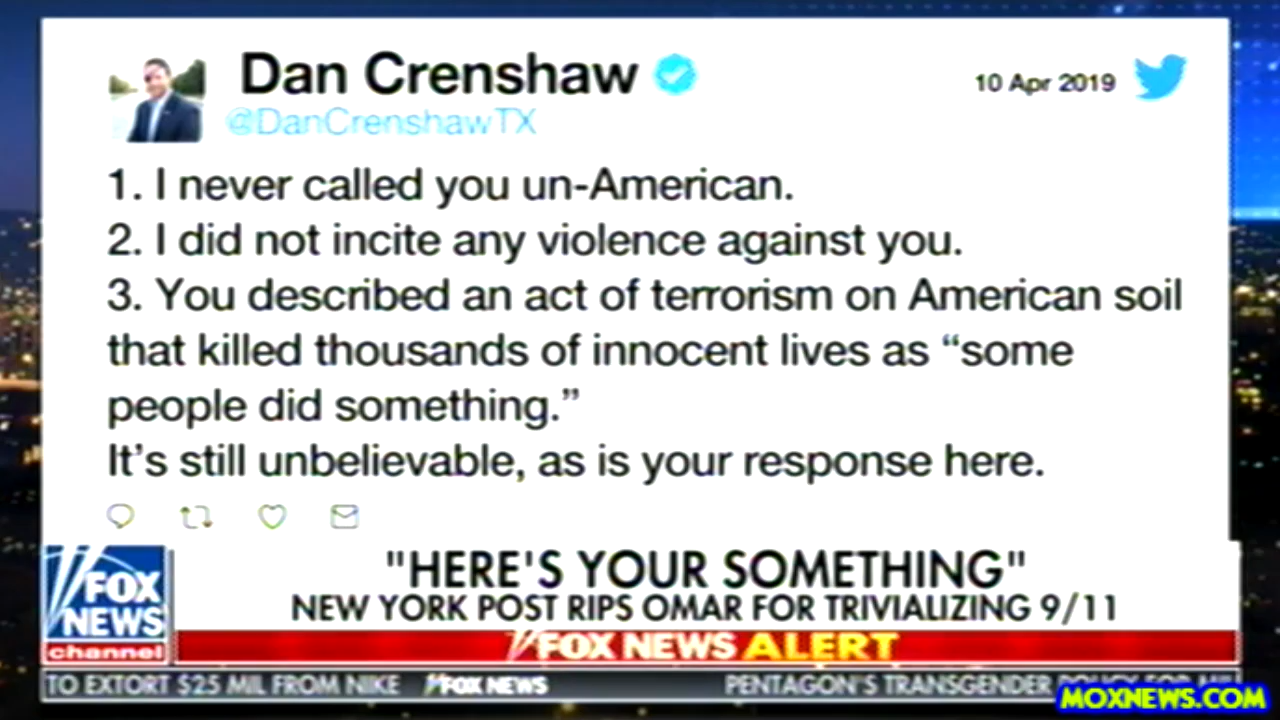 Dan Crenshaw
10 Apr 2019
@DanCrenshawTX
1. I never called you un-American.
2. I did not incite any violence against you.
3. You described an act of terrorism on American soil
that killed thousands of innocent lives as “some
people did something.”
It’s still unbelievable, as is your response here.
"HERE'S YOUR SOMETHING"
NEW YORK POST RIPS OMAR FOR TRIVIALIZING 9/11
FOX
NEWS
channel
FOX NEWS ALERT
TO EXTORT $25 MIL FROM NIKE FOX NEWS PENTAGON'S TRANSGENDER
MOXNEWS.COM